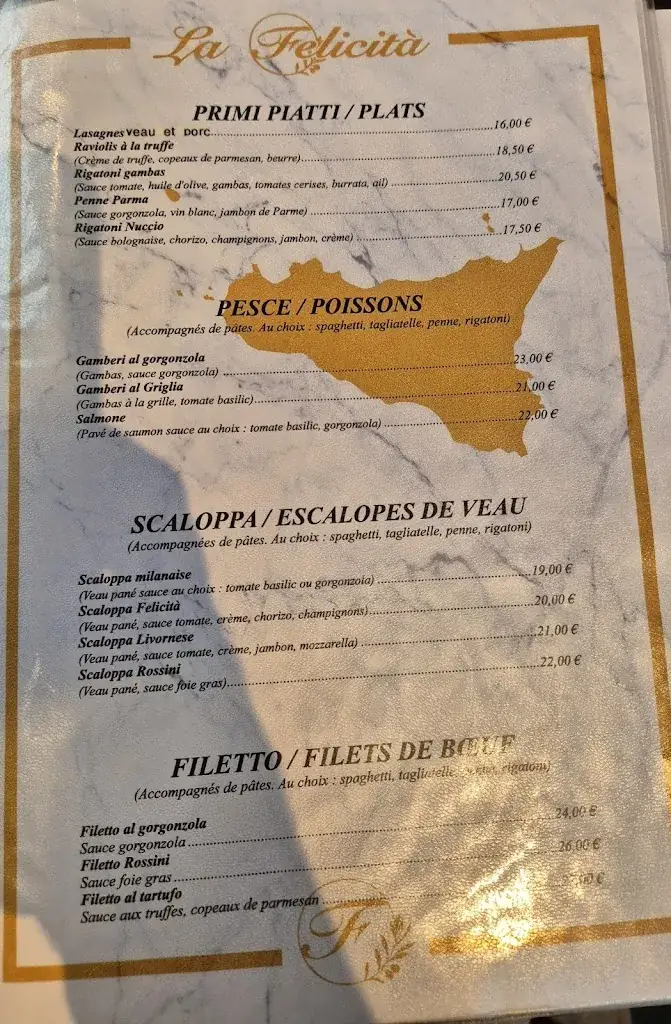 La Felicità
PRIMI PIATTI / PLATS
Lasagnes veau et porc.....16,00 €
Raviolis à la truffe
(Crème de truffe, copeaux de parmesan, beurre).....18,50 €
Rigatoni gambas
(Sauce tomate, huile d'olive, gambas, tomates cerises, burrata, ail).....20,50 €
Penne Parma
(Sauce gorgonzola, vin blanc, jambon de Parme).....17,00 €
Rigatoni Nuccio
(Sauce bolognaise, chorizo, champignons, jambon, crème).....17,50 €
PESCE / POISSONS
(Accompagnés de pâtes. Au choix : spaghetti, tagliatelle, penne, rigatoni)
Gamberi al gorgonzola
(Gambas, sauce gorgonzola).....23,00 €
Gamberi al Griglia
(Gambas à la grille, tomate basilic).....21,00 €
Salmone
(Pavé de saumon sauce au choix : tomate basilic, gorgonzola).....22,00 €
SCALOPPA / ESCALOPES DE VEAU
(Accompagnées de pâtes. Au choix : spaghetti, tagliatelle, penne, rigatoni)
Scaloppa milanaise
(Veau pané sauce au choix : tomate basilic ou gorgonzola).....19,00 €
Scaloppa Felicità
(Veau pané, sauce tomate, crème, chorizo, champignons).....20,00 €
Scaloppa Livornese
(Veau pané, sauce tomate, crème, jambon, mozzarella).....21,00 €
Scaloppa Rossini
(Veau pané, sauce foie gras).....22,00 €
FILETTO / FILETS DE BŒUF
(Accompagnés de pâtes. Au choix : spaghetti, tagliatelle, penne, rigatoni)
Filetto al gorgonzola
Sauce gorgonzola.....24,00 €
Filetto Rossini
Sauce foie gras.....26,00 €
Filetto al tartufo
Sauce aux truffes, copeaux de parmesan.....€
F